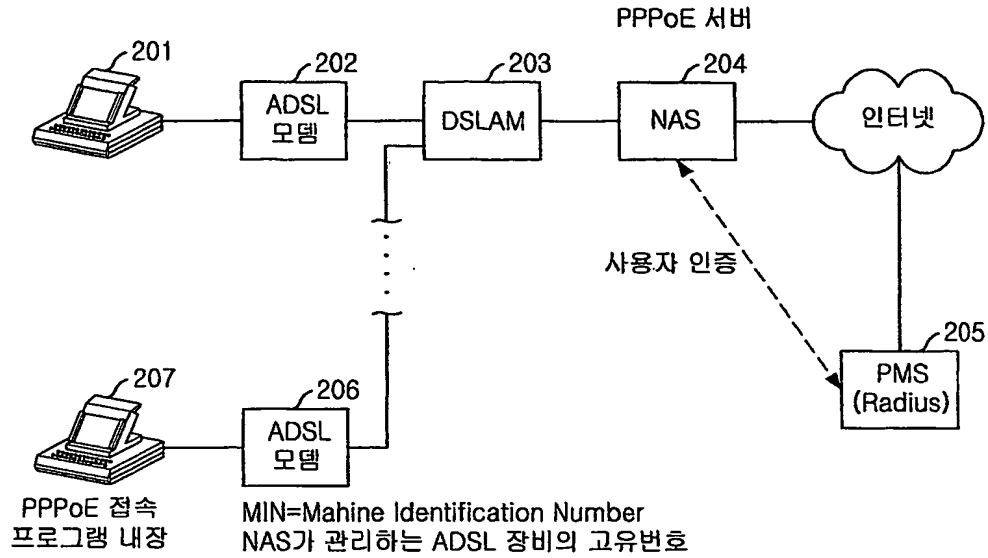 PPPoE 서버
201
202
203
204
ADSL
모뎀
DSLAM
NAS
인터넷
사용자 인증
205
PMS
(Radius)
207
206
ADSL
모뎀
PPPoE 접속
프로그램 내장
MIN=Mahine Identification Number
NAS가 관리하는 ADSL 장비의 고유번호